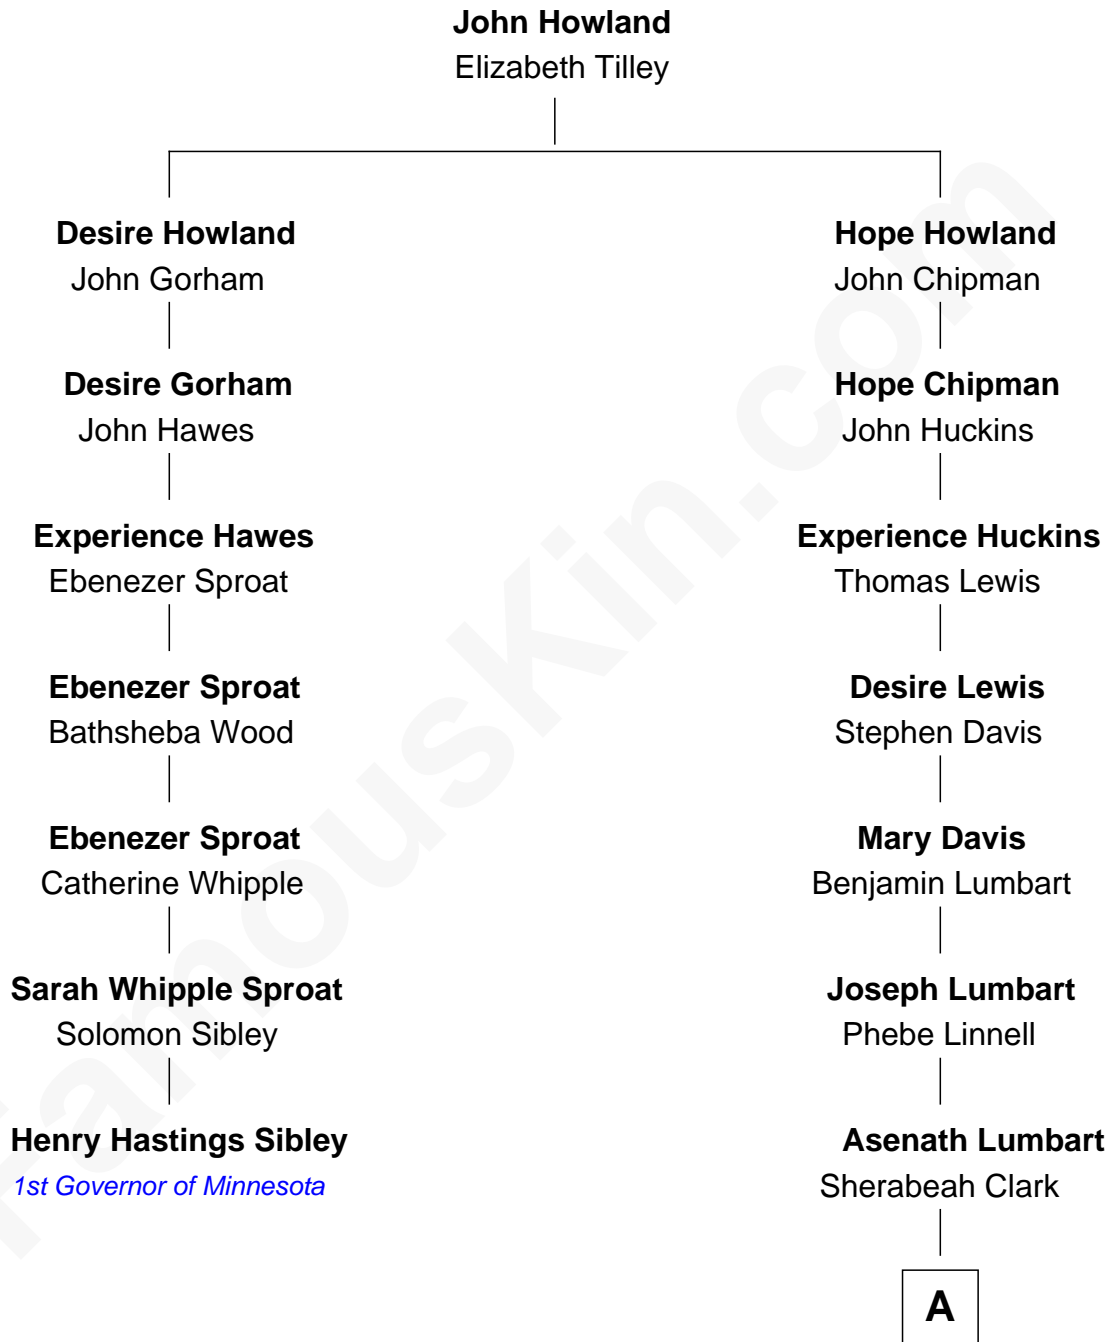 John Howland
Elizabeth Tilley
Desire Howland
John Gorham
Hope Howland
John Chipman
Desire Gorham
John Hawes
Hope Chipman
John Huckins
Experience Hawes
Ebenezer Sproat
Experience Huckins
Thomas Lewis
Ebenezer Sproat
Bathsheba Wood
Desire Lewis
Stephen Davis
Ebenezer Sproat
Catherine Whipple
Mary Davis
Benjamin Lumbart
Sarah Whipple Sproat
Solomon Sibley
Joseph Lumbart
Phebe Linnell
Henry Hastings Sibley
1st Governor of Minnesota
Asenath Lumbart
Sherabeah Clark
A
FamousKin.com